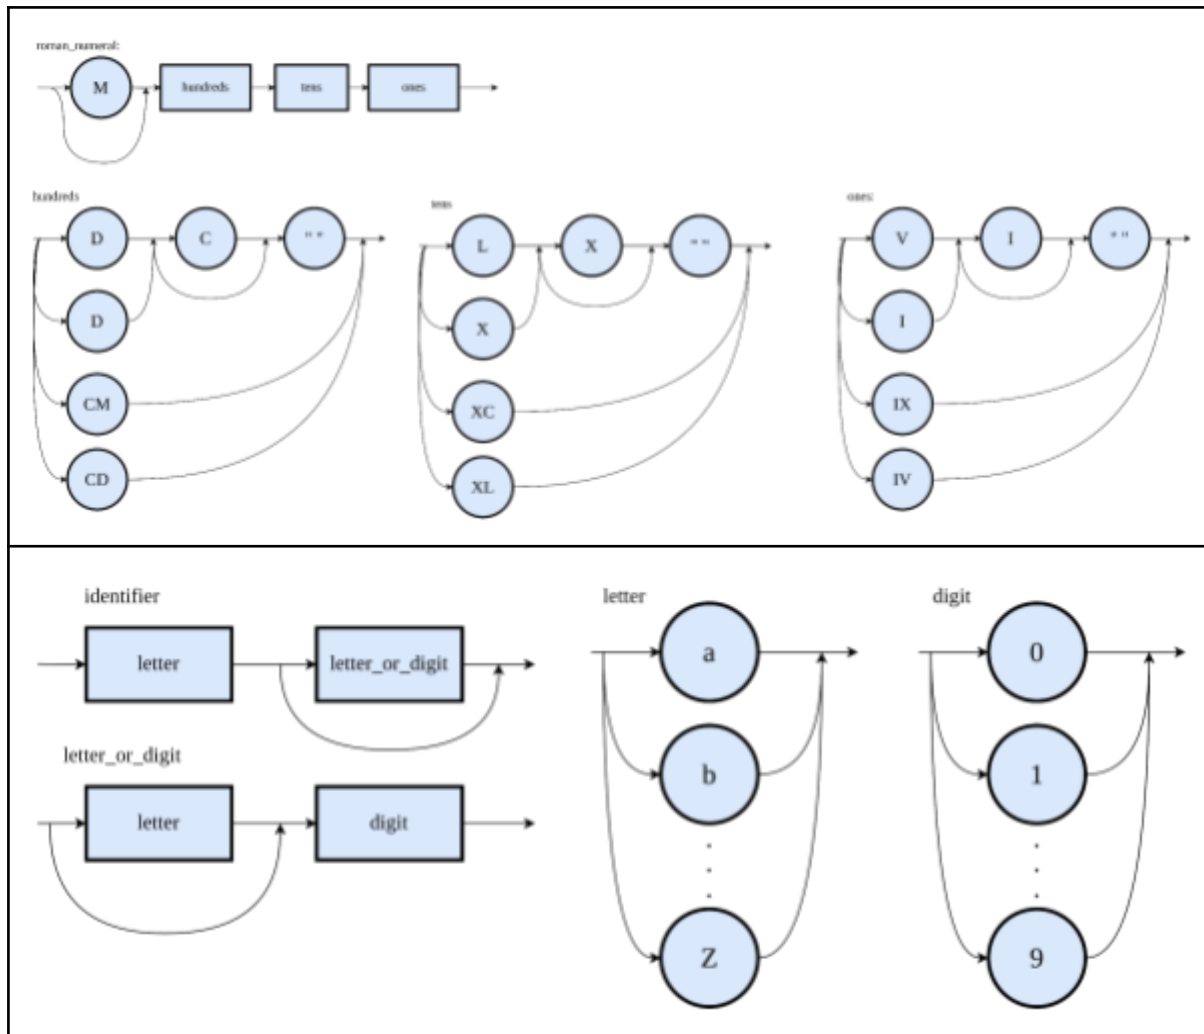 roman_numeral:
M hundreds tens ones
hundreds
D C " "
D
CM
CD
tens
L X " "
X
XC
XL
ones:
V I " "
I
IX
IV
identifier
letter letter_or_digit
letter_or_digit
letter digit
letter
a
b
.
.
.
Z
digit
0
1
.
.
.
9